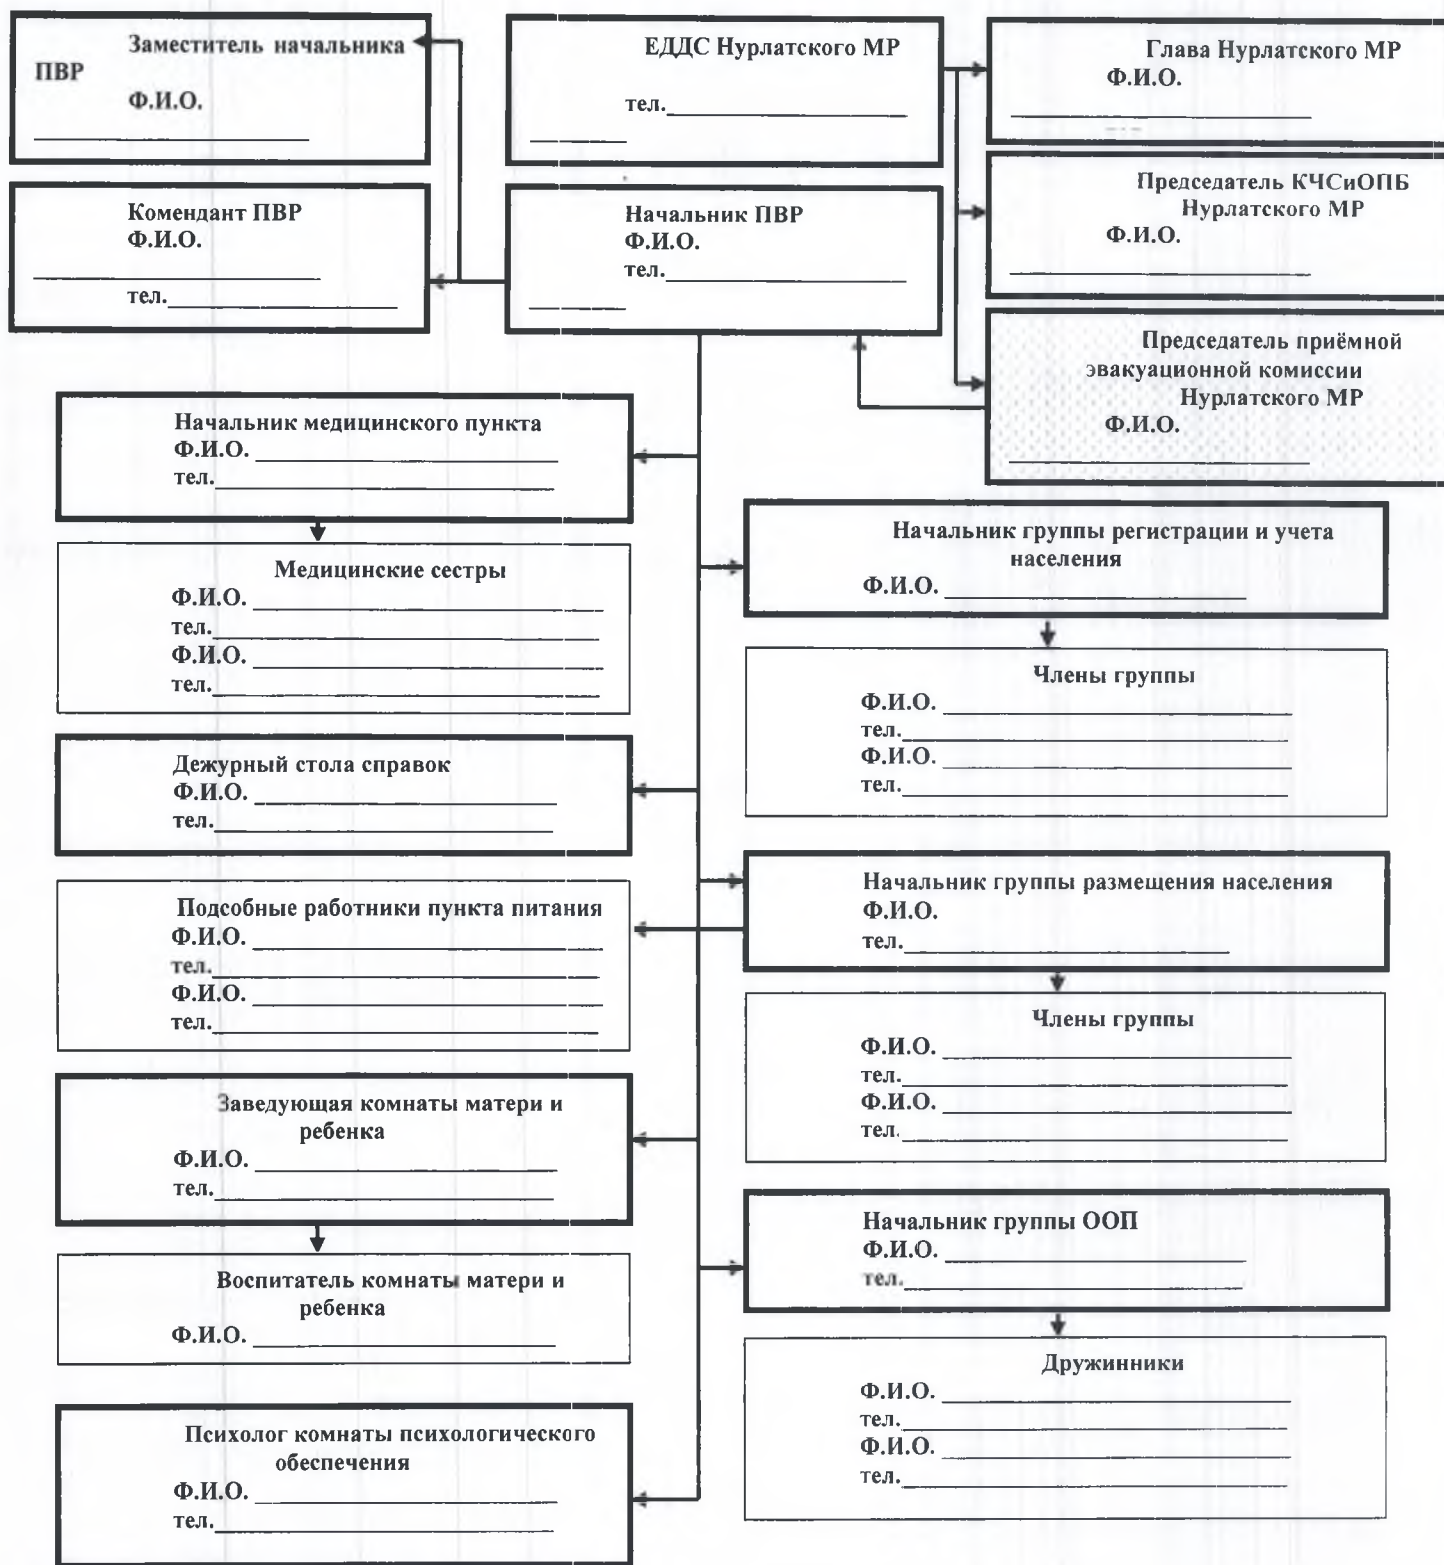 Заместитель начальника
ПВР
Ф.И.О.
ЕДДС Нурлатского МР
тел.
Глава Нурлатского МР
Ф.И.О.
Комендант ПВР
Ф.И.О.
тел.
Начальник ПВР
Ф.И.О.
тел.
Председатель КЧСиОПБ
Нурлатского МР
Ф.И.О.
Председатель приёмной
эвакуационной комиссии
Нурлатского МР
Ф.И.О.
Начальник медицинского пункта
Ф.И.О.
тел.
Медицинские сестры
Ф.И.О.
тел.
Ф.И.О.
тел.
Дежурный стола справок
Ф.И.О.
тел.
Подсобные работники пункта питания
Ф.И.О.
тел.
Ф.И.О.
тел.
Заведующая комнаты матери и
ребенка
Ф.И.О.
тел.
Воспитатель комнаты матери и
ребенка
Ф.И.О.
Психолог комнаты психологического
обеспечения
Ф.И.О.
тел.
Начальник группы регистрации и учета
населения
Ф.И.О.
Члены группы
Ф.И.О.
тел.
Ф.И.О.
тел.
Начальник группы размещения населения
Ф.И.О.
тел.
Члены группы
Ф.И.О.
тел.
Ф.И.О.
тел.
Начальник группы ООП
Ф.И.О.
тел.
Дружинники
Ф.И.О.
тел.
Ф.И.О.
тел.